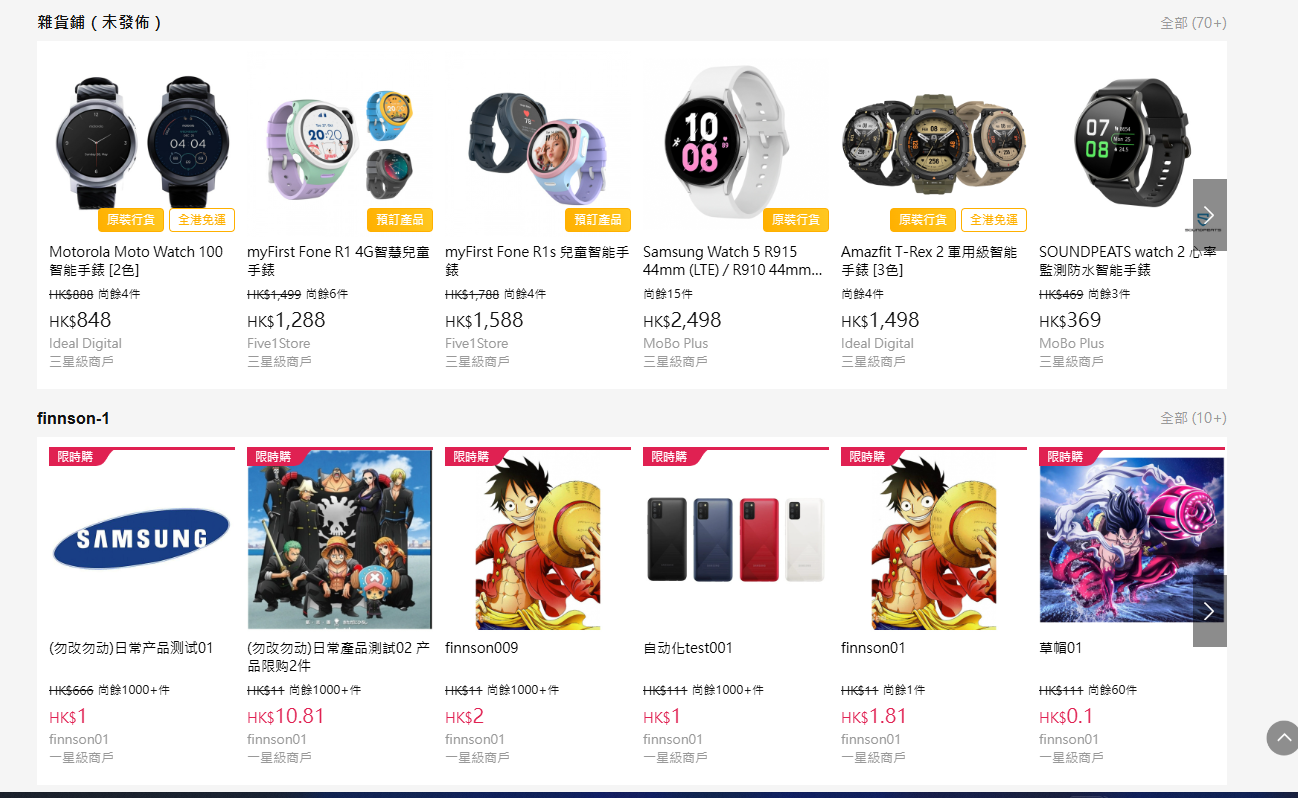 雜貨鋪 ( 未發佈 )
全部 (70+)
原裝行貨 全港免運
預訂產品
預訂產品
原裝行貨
原裝行貨 全港免運
SOUNDPEATS
Motorola Moto Watch 100
智能手錶 [2色]
HK$888 尚餘4件
HK$848
Ideal Digital
三星級商戶
myFirst Fone R1 4G智慧兒童
手錶
HK$1,499 尚餘6件
HK$1,288
Five1Store
三星級商戶
myFirst Fone R1s 兒童智能手
錶
HK$1,788 尚餘4件
HK$1,588
Five1Store
三星級商戶
Samsung Watch 5 R915
44mm (LTE) / R910 44mm...
尚餘15件
HK$2,498
MoBo Plus
三星級商戶
Amazfit T-Rex 2 軍用級智能
手錶 [3色]
尚餘4件
HK$1,498
Ideal Digital
三星級商戶
SOUNDPEATS watch 2 心率
監測防水智能手錶
HK$469 尚餘3件
HK$369
MoBo Plus
三星級商戶
finnson-1
全部 (10+)
限時購
SAMSUNG
(勿改勿动)日常产品测试01
HK$666 尚餘1000+件
HK$1
finnson01
一星級商戶
限時購
(勿改勿动)日常產品測試02 产
品限购2件
HK$11 尚餘1000+件
HK$10.81
finnson01
一星級商戶
限時購
finnson009
HK$11 尚餘1000+件
HK$2
finnson01
一星級商戶
限時購
自动化test001
HK$111 尚餘1000+件
HK$1
finnson01
一星級商戶
限時購
finnson01
HK$11 尚餘1件
HK$1.81
finnson01
一星級商戶
限時購
草帽01
HK$111 尚餘60件
HK$0.1
finnson01
一星級商戶